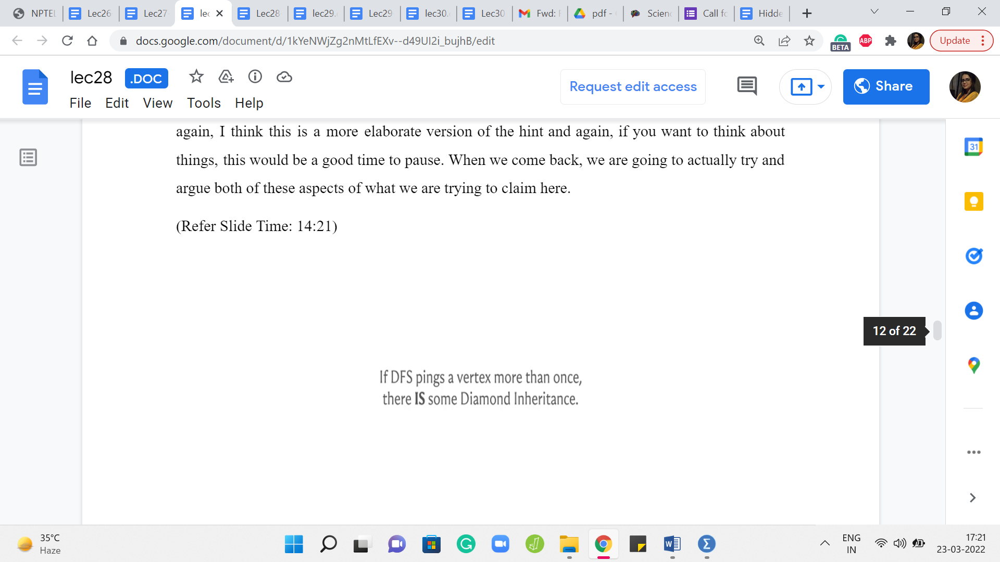 NPTEL
Lec26
Lec27
lec
Lec28
lec29.
Lec29
lec30.
Lec30
Fwd: F
pdf -
Scien
Call fo
Hidde
docs.google.com/document/d/1kYeNWjZg2nMtLfEXv--d49UI2i_bujhB/edit
BETA
ABP
Update
lec28
.DOC
File Edit View Tools Help
Request edit access
Share
again, I think this is a more elaborate version of the hint and again, if you want to think about
things, this would be a good time to pause. When we come back, we are going to actually try and
argue both of these aspects of what we are trying to claim here.
(Refer Slide Time: 14:21)
31
12 of 22
If DFS pings a vertex more than once,
there IS some Diamond Inheritance.
35°C
Haze
ENG
IN
17:21
23-03-2022